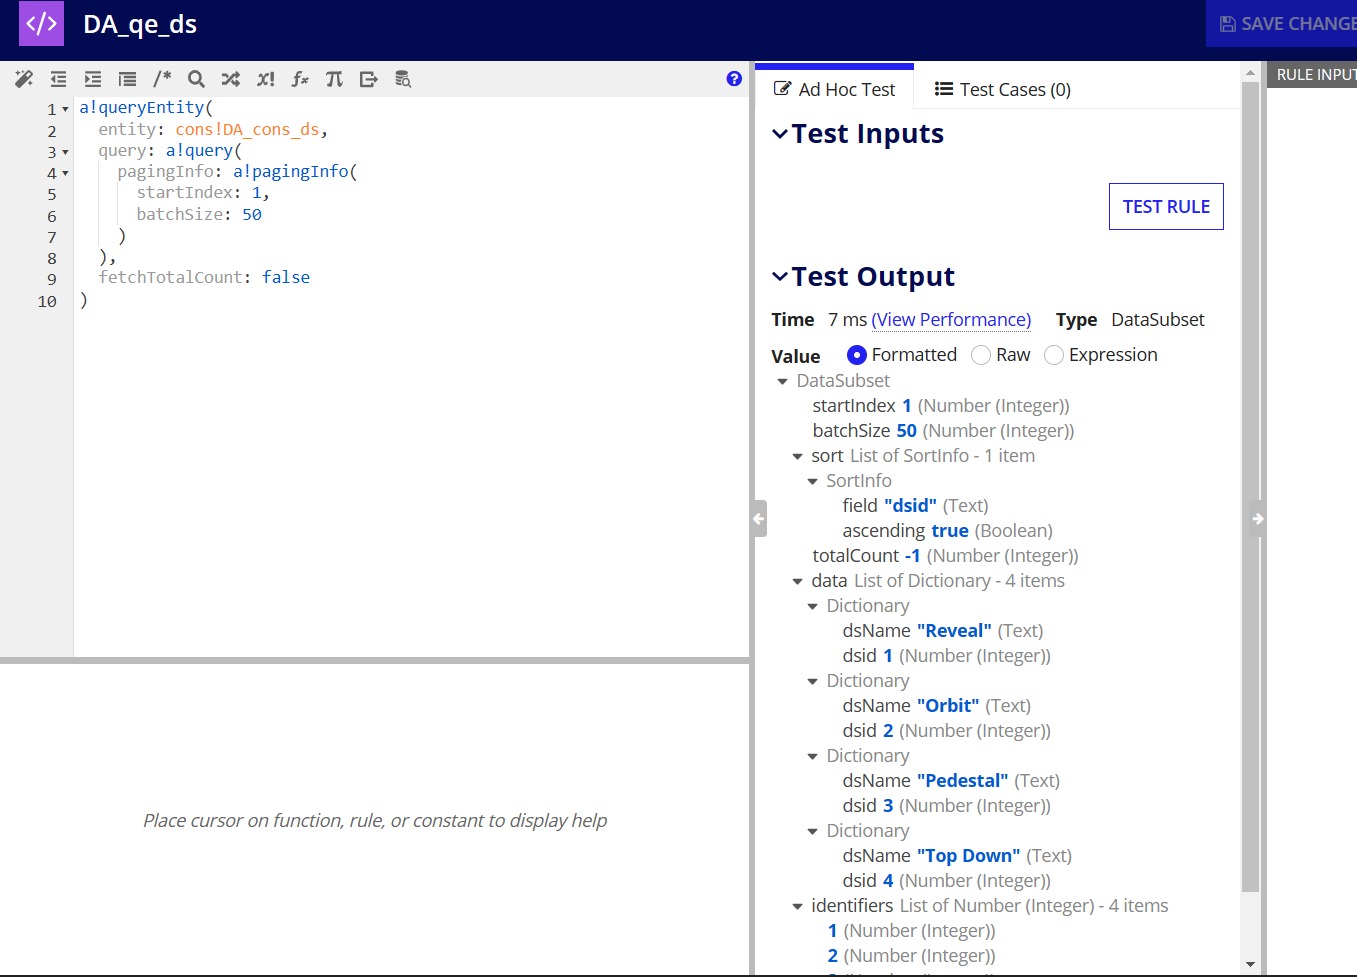 </> DA_qe_ds
SAVE CHANGE
/* x! fx π ?
1 a!queryEntity(
2 entity: cons!DA_cons_ds,
3 query: a!query(
4 pagingInfo: a!pagingInfo(
5 startIndex: 1,
6 batchSize: 50
7 )
8 ),
9 fetchTotalCount: false
10 )
Place cursor on function, rule, or constant to display help
Ad Hoc Test Test Cases (0)
Test Inputs
TEST RULE
Test Output
Time 7 ms (View Performance) Type DataSubset
Value Formatted Raw Expression
DataSubset
startIndex 1 (Number (Integer))
batchSize 50 (Number (Integer))
sort List of SortInfo - 1 item
SortInfo
field "dsid" (Text)
ascending true (Boolean)
totalCount -1 (Number (Integer))
data List of Dictionary - 4 items
Dictionary
dsName "Reveal" (Text)
dsid 1 (Number (Integer))
Dictionary
dsName "Orbit" (Text)
dsid 2 (Number (Integer))
Dictionary
dsName "Pedestal" (Text)
dsid 3 (Number (Integer))
Dictionary
dsName "Top Down" (Text)
dsid 4 (Number (Integer))
identifiers List of Number (Integer) - 4 items
1 (Number (Integer))
2 (Number (Integer))
RULE INPUT